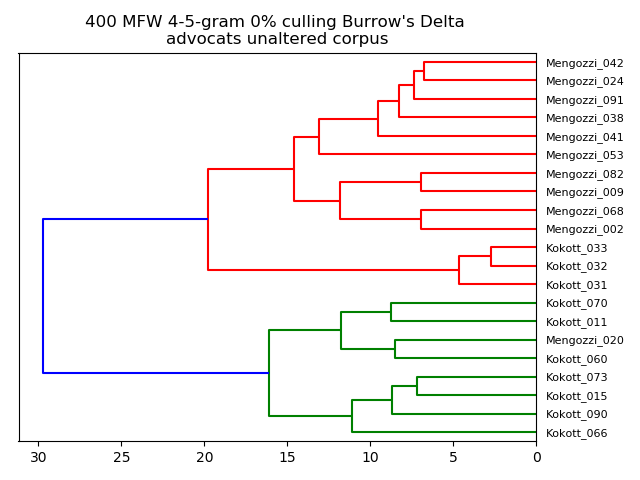 400 MFW 4-5-gram 0% culling Burrow's Delta
advocats unaltered corpus
Mengozzi_042
Mengozzi_024
Mengozzi_091
Mengozzi_038
Mengozzi_041
Mengozzi_053
Mengozzi_082
Mengozzi_009
Mengozzi_068
Mengozzi_002
Kokott_033
Kokott_032
Kokott_031
Kokott_070
Kokott_011
Mengozzi_020
Kokott_060
Kokott_073
Kokott_015
Kokott_090
Kokott_066
30 25 20 15 10 5 0